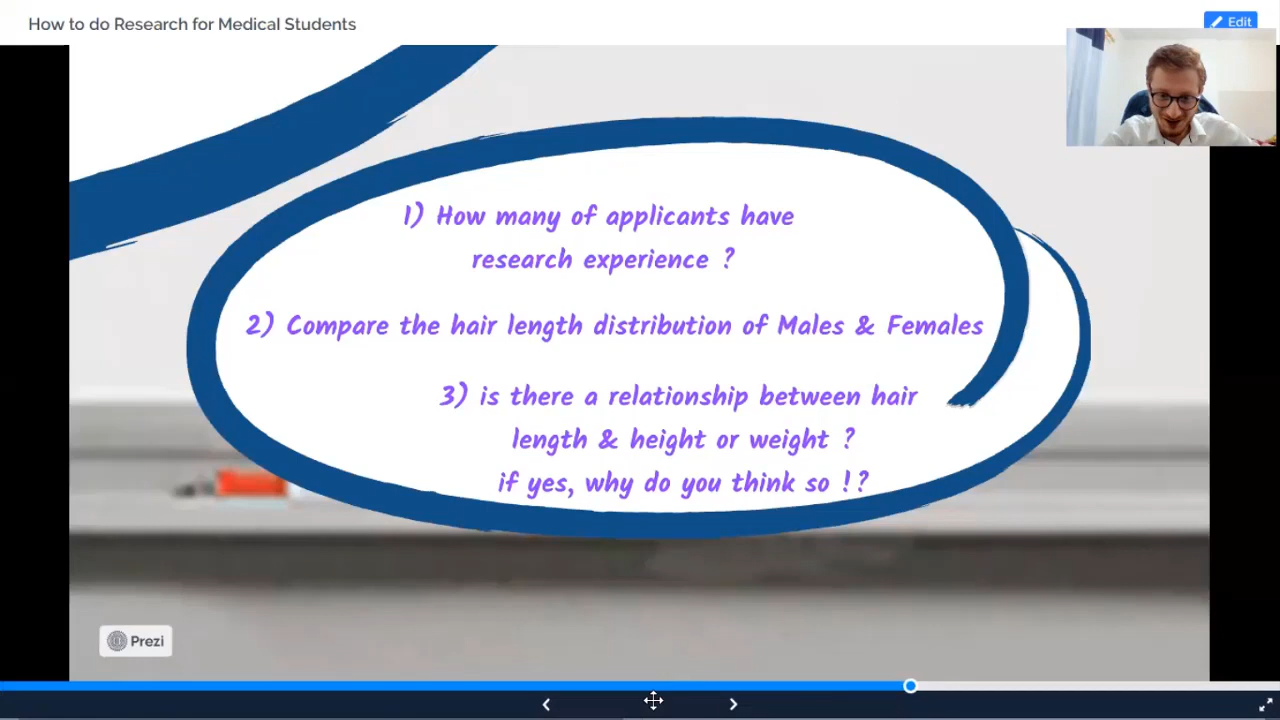 How to do Research for Medical Students
Edit
1) How many of applicants have
research experience ?
2) Compare the hair length distribution of Males & Females
3) is there a relationship between hair
length & height or weight ?
if yes, why do you think so !?
Prezi